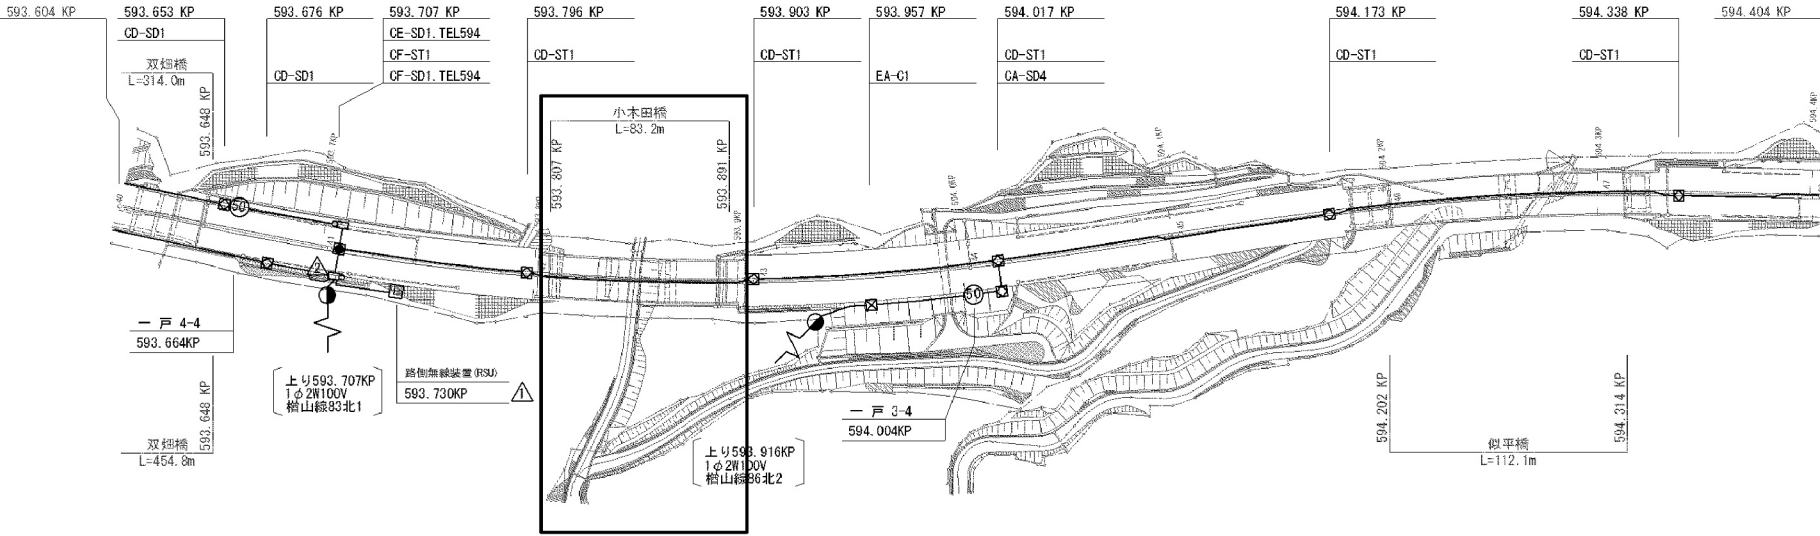 593.604 KP
593.653 KP
593.676 KP
593.707 KP
593.796 KP
593.903 KP
593.957 KP
594.017 KP
594.173 KP
594.338 KP
594.404 KP
CD-SD1
CE-SD1.TEL594
CD-SD1
CF-ST1
CF-SD1.TEL594
CD-ST1
CD-ST1
EA-C1
CD-ST1
CA-SD4
CD-ST1
CD-ST1
双畑橋
L=314.0m
593.648 KP
小木田橋
L=83.2m
593.807 KP
593.891 KP
50
50
一 戸 4-4
593.664KP
上り593.707KP
1φ2W100V
楢山線83北1
路側無線装置(RSU)
593.730KP
1
2
593.648 KP
双畑橋
L=454.8m
上り593.916KP
1φ2W100V
楢山線86北2
一 戸 3-4
594.004KP
594.202 KP
594.314 KP
似平橋
L=112.1m